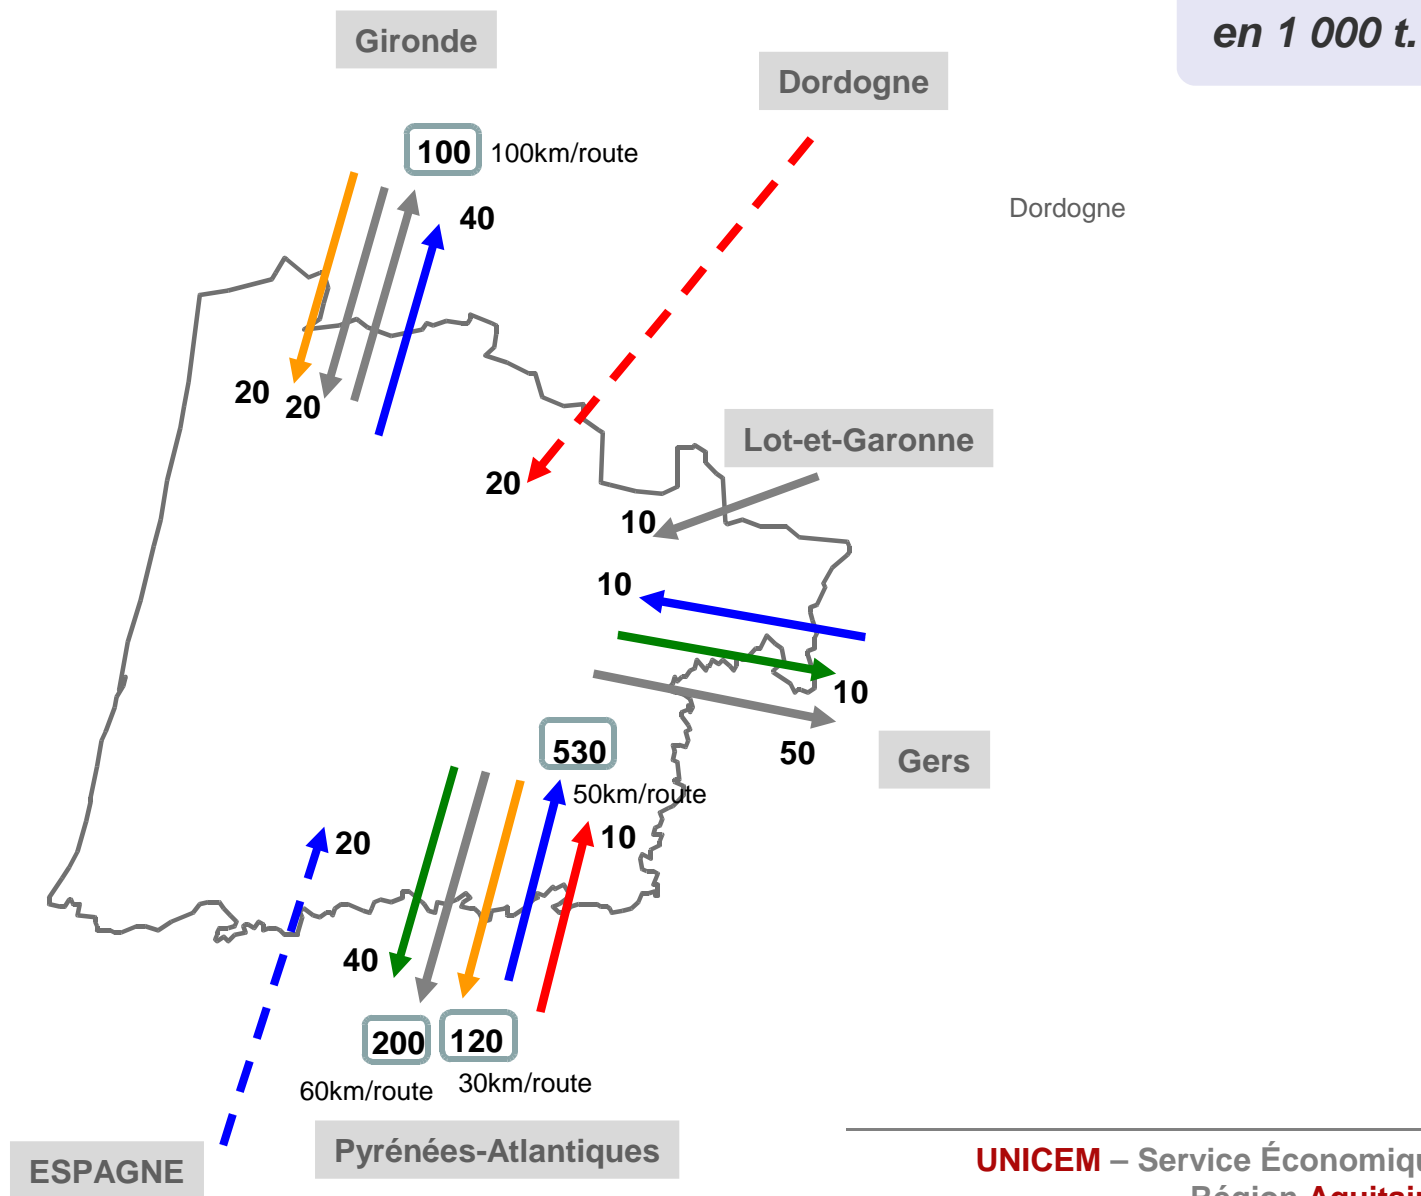 en 1 000 t.
Gironde
Dordogne
100 100km/route
40
Dordogne
20
20
Lot-et-Garonne
20
10
10
10
50
Gers
530
50km/route
10
20
40
200
120
60km/route
30km/route
Pyrénées-Atlantiques
ESPAGNE
UNICEM – Service Économiqu
Région Aquitain